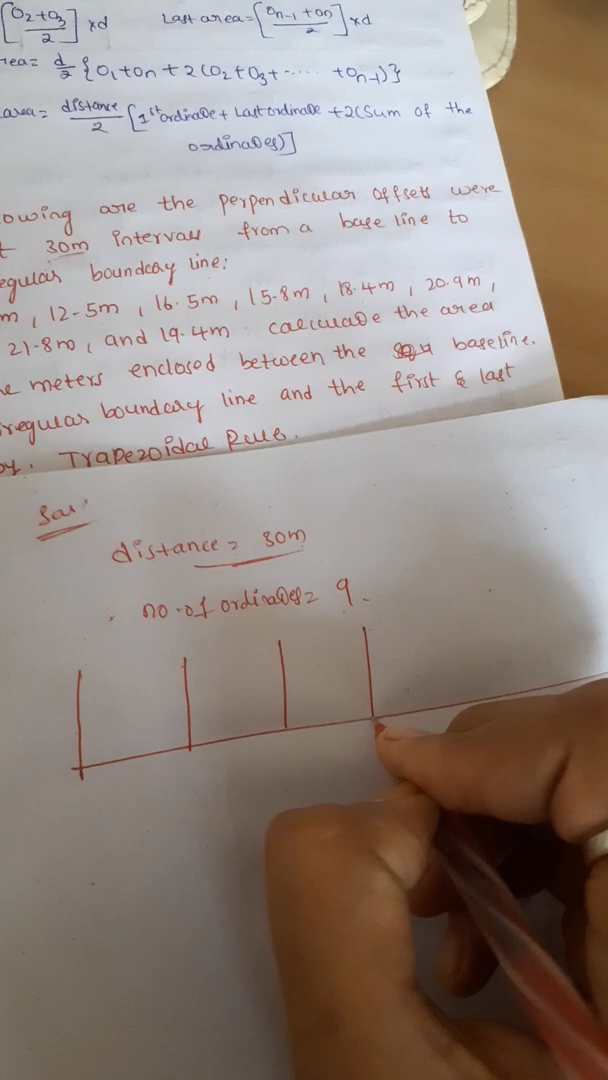 [O2+O3/2] xd Last area = [On-1 + On/2] xd
rea = d/2 {O1+On+2(O2+O3+..... +On-1)}
area = distance/2 [1st ordinate + Last ordinate +2(Sum of the
ordinates)]
owing are the perpendicular offsets were
t 30m intervals from a base line to
egular boundary line:
m, 12-5m, 16.5m, 15.8m, 18.4m, 20.9m,
21.8m, and 19.4m. calculate the area
re meters enclosed between the baseline.
rregular boundary line and the first & last
by. Trapezoidal Rule.
Sol:
distance = 30m
no.of ordinates = 9.